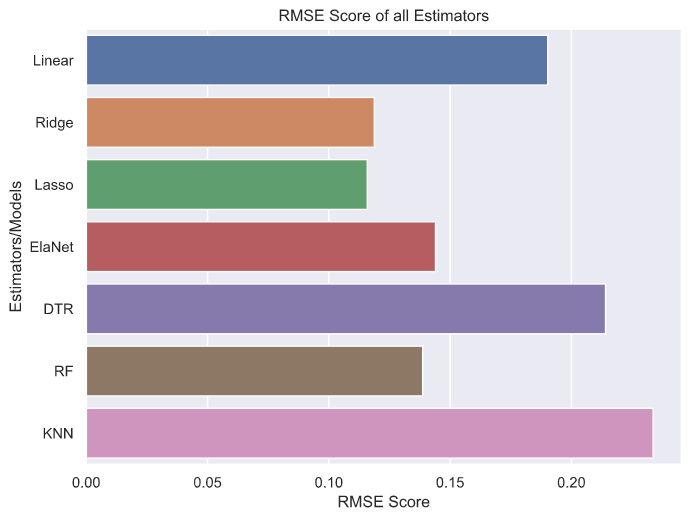 RMSE Score of all Estimators
Estimators/Models
Linear
Ridge
Lasso
ElaNet
DTR
RF
KNN
0.00 0.05 0.10 0.15 0.20
RMSE Score